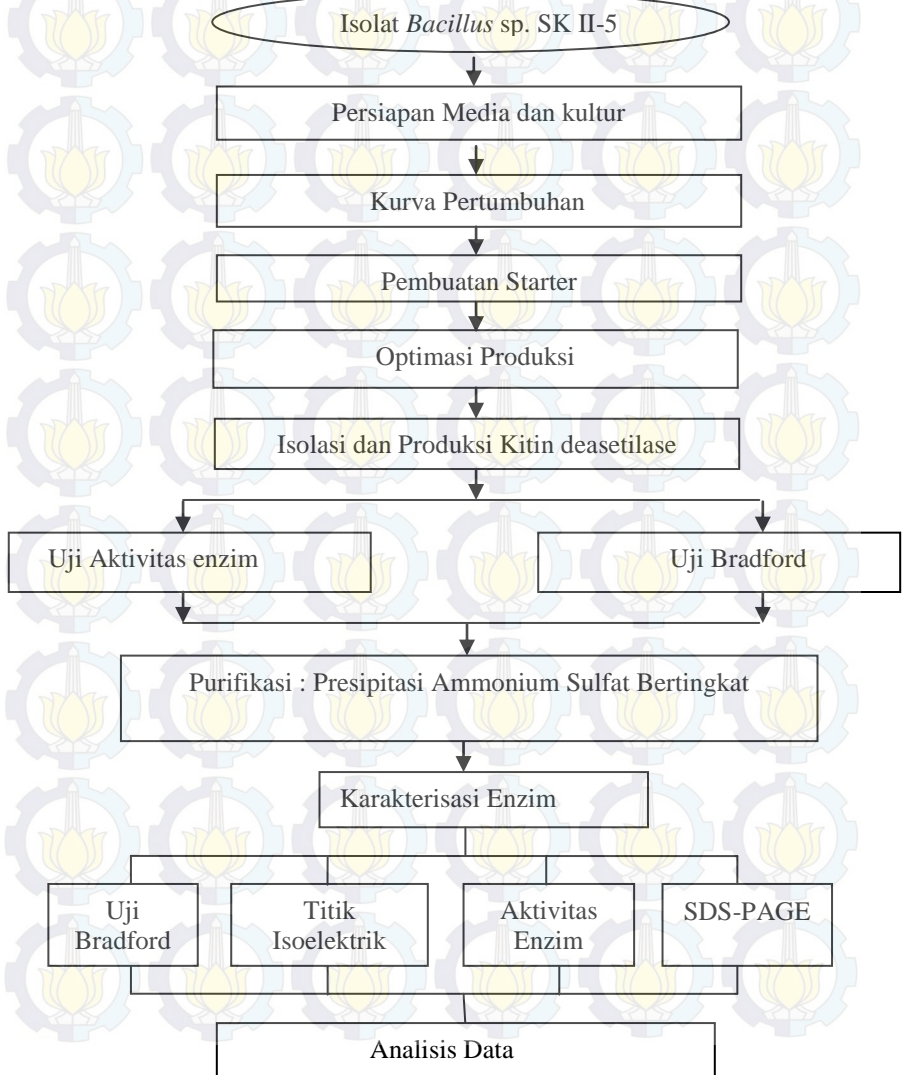 Isolat Bacillus sp. SK II-5
Persiapan Media dan kultur
Kurva Pertumbuhan
Pembuatan Starter
Optimasi Produksi
Isolasi dan Produksi Kitin deasetilase
Uji Aktivitas enzim
Uji Bradford
Purifikasi : Presipitasi Ammonium Sulfat Bertingkat
Karakterisasi Enzim
Uji
Bradford
Titik
Isoelektrik
Aktivitas
Enzim
SDS-PAGE
Analisis Data